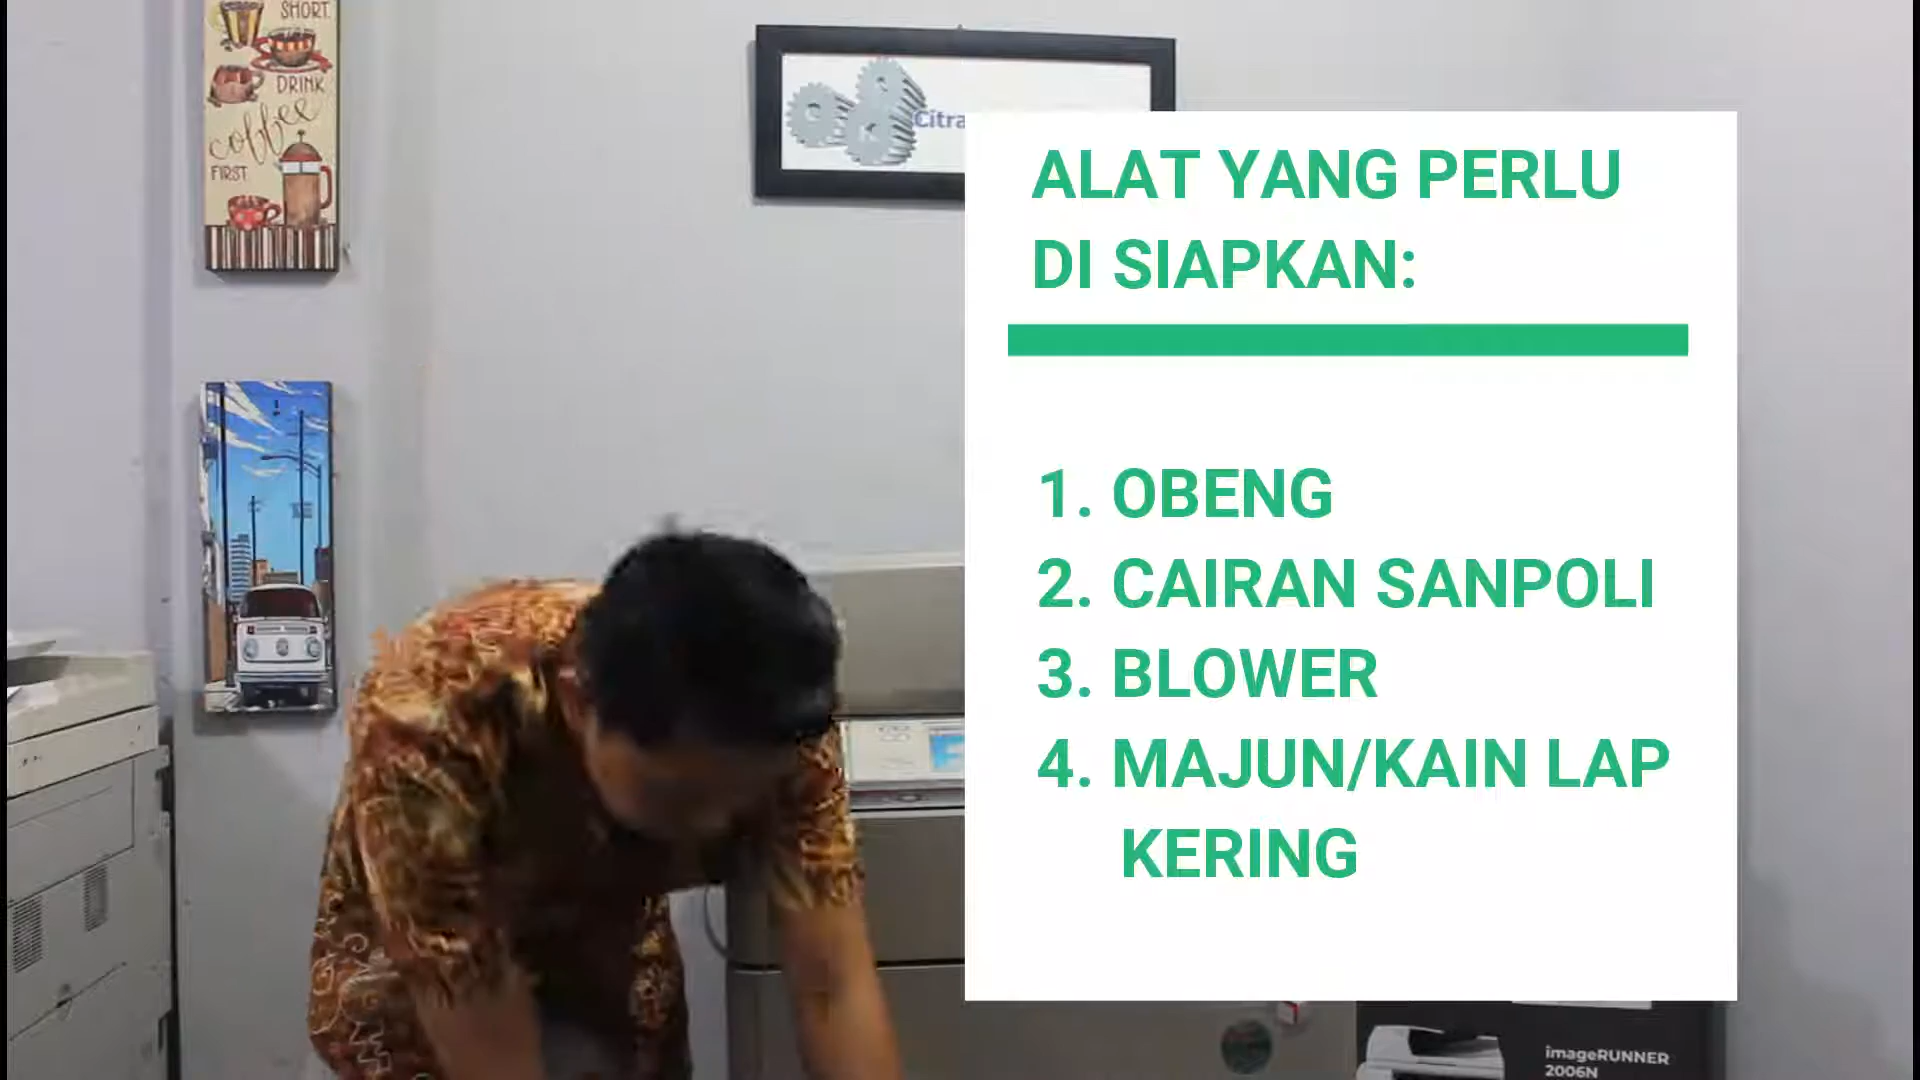 SHORT.
DRINK
coffee
FIRST
Citra
ALAT YANG PERLU
DI SIAPKAN:
1. OBENG
2. CAIRAN SANPOLI
3. BLOWER
4. MAJUN/KAIN LAP
KERING
imageRUNNER
2006N